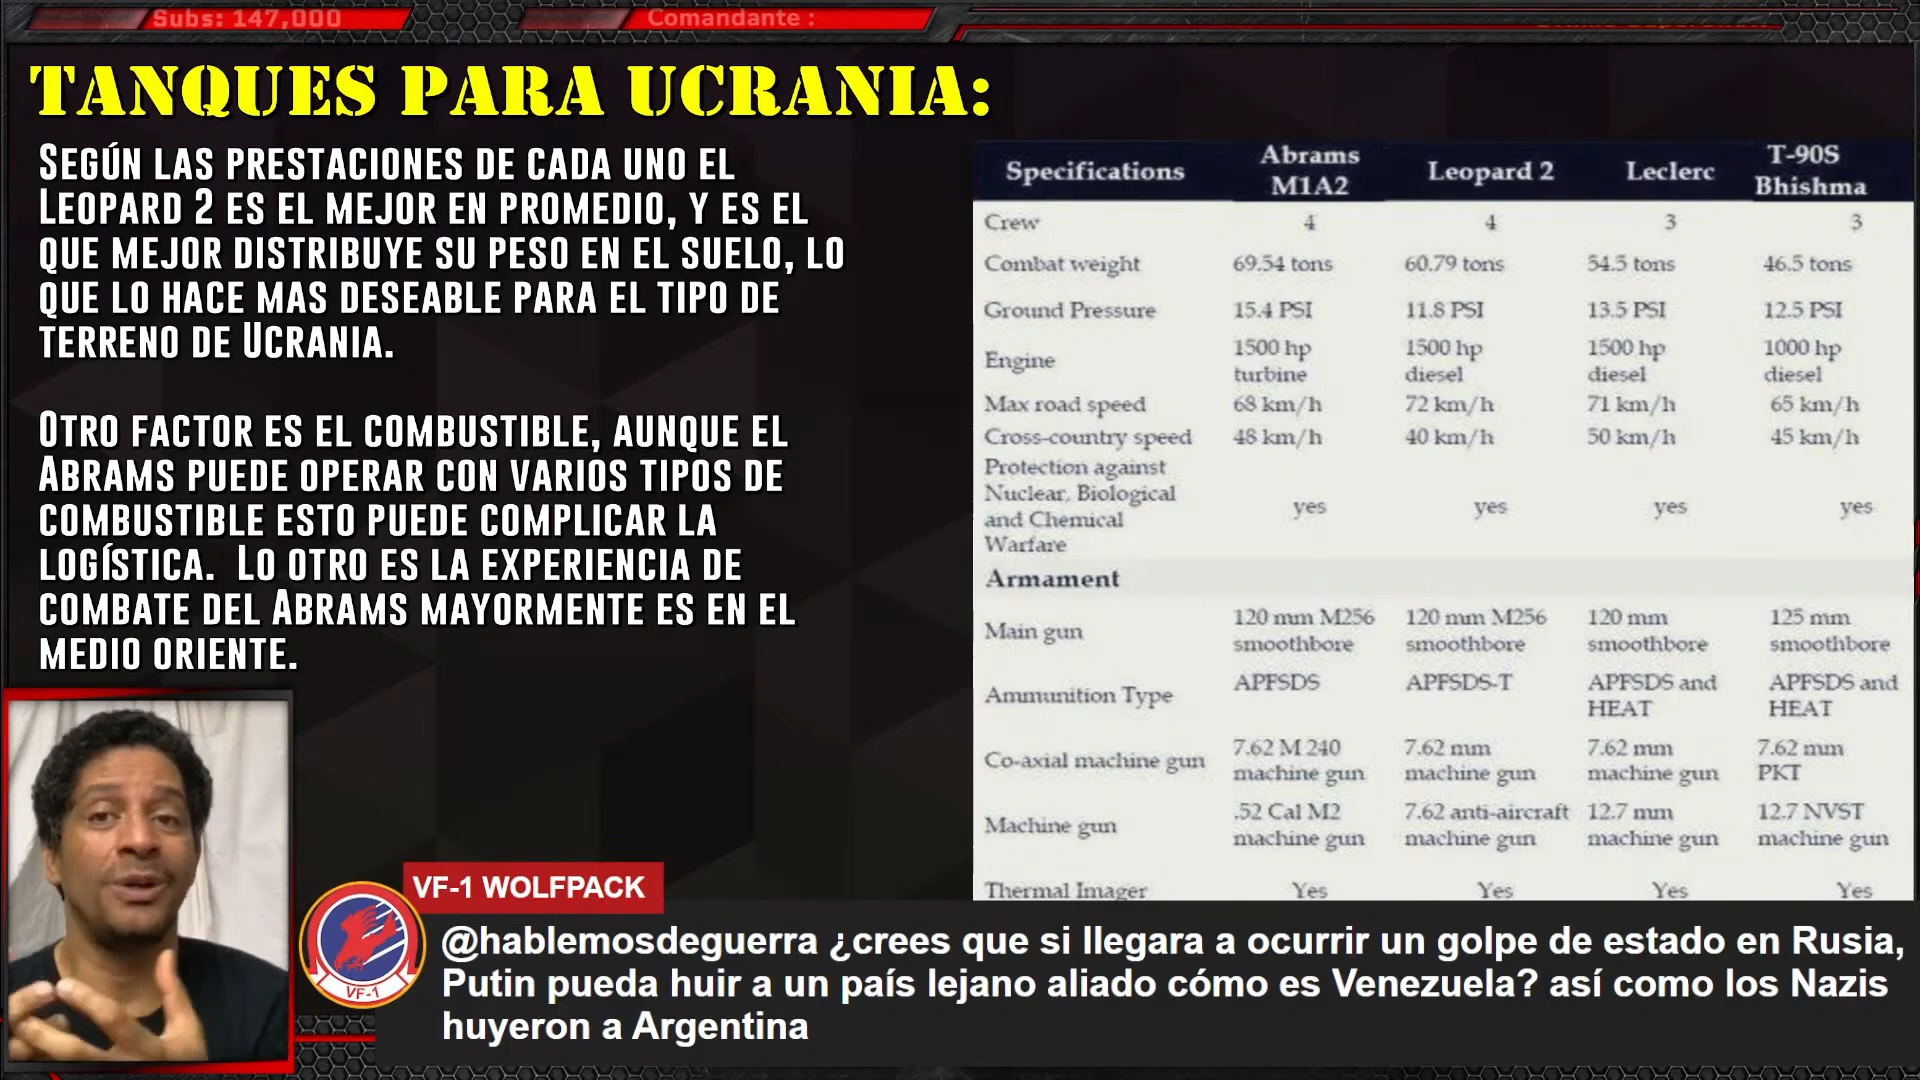 Subs: 147,000
Comandante :
TANQUES PARA UCRANIA:
SEGÚN LAS PRESTACIONES DE CADA UNO EL
LEOPARD 2 ES EL MEJOR EN PROMEDIO, Y ES EL
QUE MEJOR DISTRIBUYE SU PESO EN EL SUELO, LO
QUE LO HACE MAS DESEABLE PARA EL TIPO DE
TERRENO DE UCRANIA.
OTRO FACTOR ES EL COMBUSTIBLE, AUNQUE EL
ABRAMS PUEDE OPERAR CON VARIOS TIPOS DE
COMBUSTIBLE ESTO PUEDE COMPLICAR LA
LOGÍSTICA. LO OTRO ES LA EXPERIENCIA DE
COMBATE DEL ABRAMS MAYORMENTE ES EN EL
MEDIO ORIENTE.
Specifications Abrams M1A2 Leopard 2 Leclerc T-90S Bhishma
Crew 4 4 3 3
Combat weight 69.54 tons 60.79 tons 54.5 tons 46.5 tons
Ground Pressure 15.4 PSI 11.8 PSI 13.5 PSI 12.5 PSI
Engine 1500 hp turbine 1500 hp diesel 1500 hp diesel 1000 hp diesel
Max road speed 68 km/h 72 km/h 71 km/h 65 km/h
Cross-country speed 48 km/h 40 km/h 50 km/h 45 km/h
Protection against
Nuclear, Biological
and Chemical
Warfare
yes yes yes yes
Armament
Main gun 120 mm M256 smoothbore 120 mm M256 smoothbore 120 mm smoothbore 125 mm smoothbore
Ammunition Type APFSDS APFSDS-T APFSDS and HEAT APFSDS and HEAT
Co-axial machine gun 7.62 M 240 machine gun 7.62 mm machine gun 7.62 mm machine gun 7.62 mm PKT
Machine gun .52 Cal M2 machine gun 7.62 anti-aircraft machine gun 12.7 mm machine gun 12.7 NVST machine gun
Thermal Imager Yes Yes Yes Yes
VF-1 WOLFPACK
VF-1
@hablemosdeguerra ¿crees que si llegara a ocurrir un golpe de estado en Rusia,
Putin pueda huir a un país lejano aliado cómo es Venezuela? así como los Nazis
huyeron a Argentina